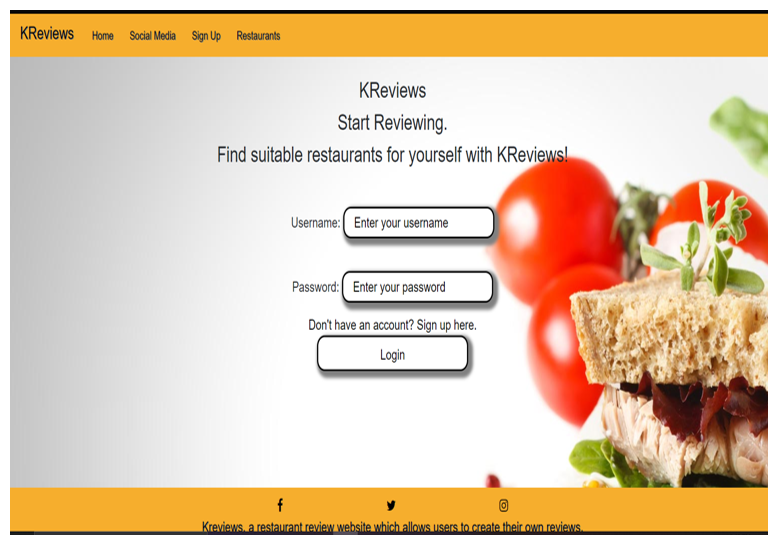 KReviews Home Social Media Sign Up Restaurants
KReviews
Start Reviewing.
Find suitable restaurants for yourself with KReviews!
Username: Enter your username
Password: Enter your password
Don't have an account? Sign up here.
Login
Kreviews, a restaurant review website which allows users to create their own reviews.